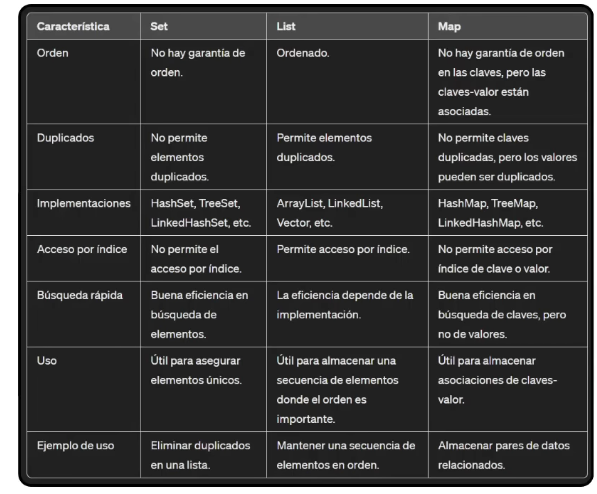 Característica Set List Map
Orden No hay garantía de Ordenado. No hay garantía de orden
orden. en las claves, pero las
claves-valor están
asociadas.
Duplicados No permite Permite elementos No permite claves
elementos duplicados. duplicadas, pero los valores
duplicados. pueden ser duplicados.
Implementaciones HashSet, TreeSet, ArrayList, LinkedList, HashMap, TreeMap,
LinkedHashSet, etc. Vector, etc. LinkedHashMap, etc.
Acceso por índice No permite el Permite acceso por índice. No permite acceso por
acceso por índice. índice de clave o valor.
Búsqueda rápida Buena eficiencia en La eficiencia depende de la Buena eficiencia en
búsqueda de implementación. búsqueda de claves, pero
elementos. no de valores.
Uso Útil para asegurar Útil para almacenar una Útil para almacenar
elementos únicos. secuencia de elementos asociaciones de claves-
donde el orden es valor.
importante.
Ejemplo de uso Eliminar duplicados Mantener una secuencia de Almacenar pares de datos
en una lista. elementos en orden. relacionados.